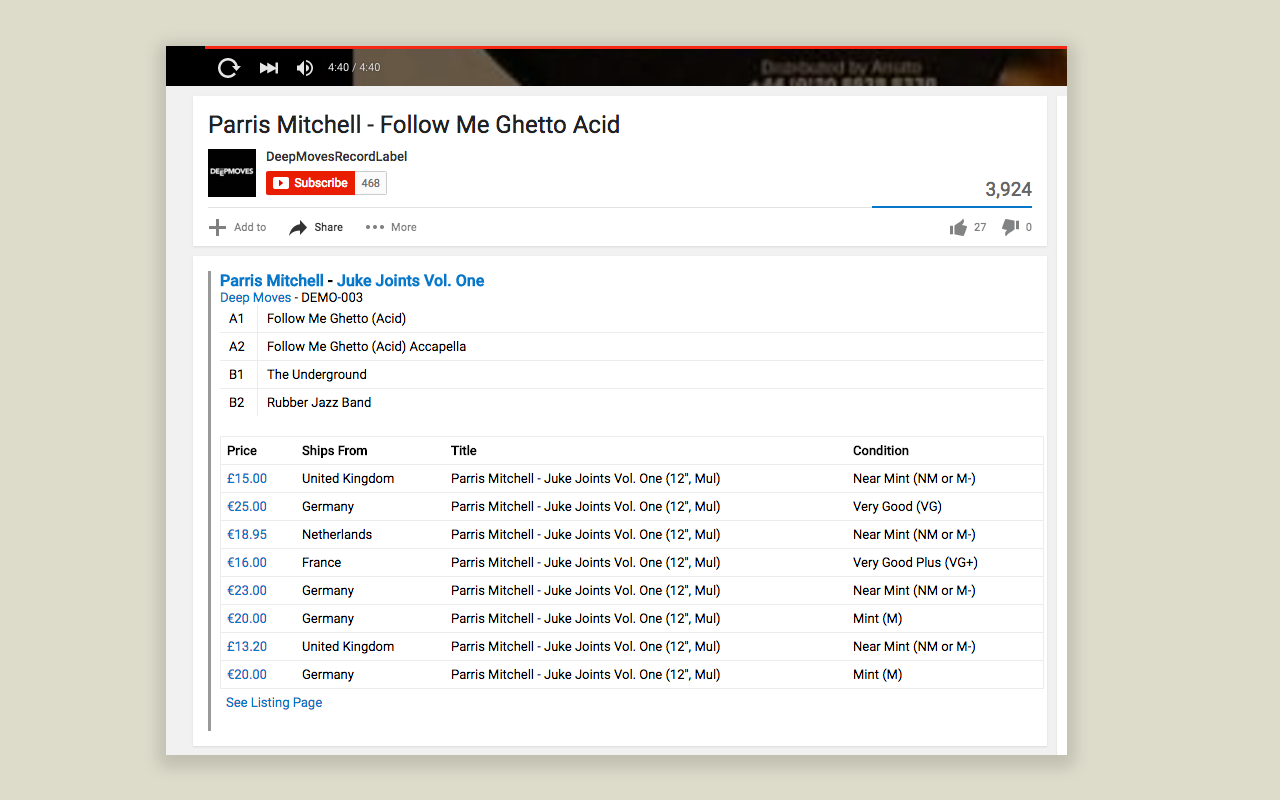 Distributed by Amato
4:40 / 4:40
Parris Mitchell - Follow Me Ghetto Acid
DEEPMOVES
DeepMovesRecordLabel
Subscribe 468
3,924
Add to Share More 27 0
Parris Mitchell - Juke Joints Vol. One
Deep Moves - DEMO-003
A1 Follow Me Ghetto (Acid)
A2 Follow Me Ghetto (Acid) Accapella
B1 The Underground
B2 Rubber Jazz Band
Price Ships From Title Condition
£15.00 United Kingdom Parris Mitchell - Juke Joints Vol. One (12", Mul) Near Mint (NM or M-)
€25.00 Germany Parris Mitchell - Juke Joints Vol. One (12", Mul) Very Good (VG)
€18.95 Netherlands Parris Mitchell - Juke Joints Vol. One (12", Mul) Near Mint (NM or M-)
€16.00 France Parris Mitchell - Juke Joints Vol. One (12", Mul) Very Good Plus (VG+)
€23.00 Germany Parris Mitchell - Juke Joints Vol. One (12", Mul) Near Mint (NM or M-)
€20.00 Germany Parris Mitchell - Juke Joints Vol. One (12", Mul) Mint (M)
£13.20 United Kingdom Parris Mitchell - Juke Joints Vol. One (12", Mul) Near Mint (NM or M-)
€20.00 Germany Parris Mitchell - Juke Joints Vol. One (12", Mul) Mint (M)
See Listing Page